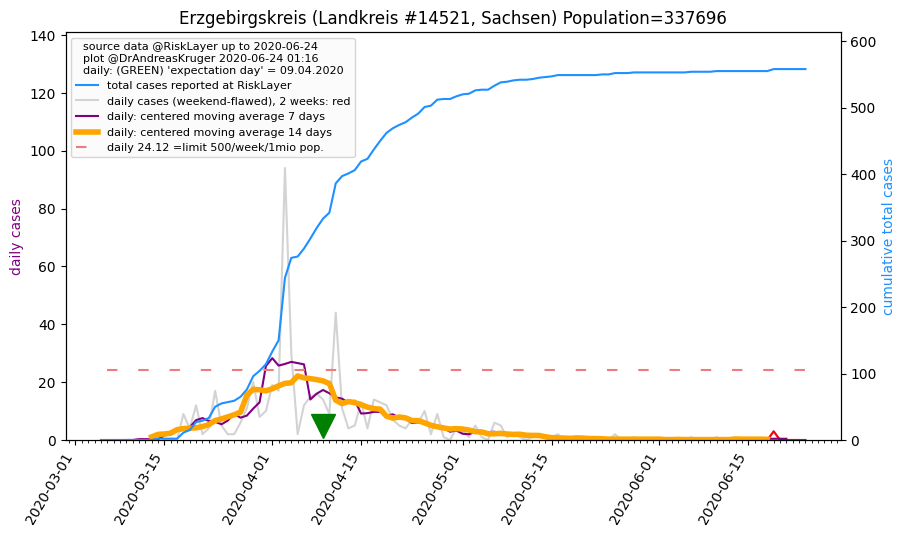 Erzgebirgskreis (Landkreis #14521, Sachsen) Population=337696
source data @RiskLayer up to 2020-06-24
plot @DrAndreasKruger 2020-06-24 01:16
daily: (GREEN) 'expectation day' = 09.04.2020
total cases reported at RiskLayer
daily cases (weekend-flawed), 2 weeks: red
daily: centered moving average 7 days
daily: centered moving average 14 days
daily 24.12 =limit 500/week/1mio pop.
daily cases
140
120
100
80
60
40
20
0
cumulative total cases
600
500
400
300
200
100
0
2020-03-01
2020-03-15
2020-04-01
2020-04-15
2020-05-01
2020-05-15
2020-06-01
2020-06-15